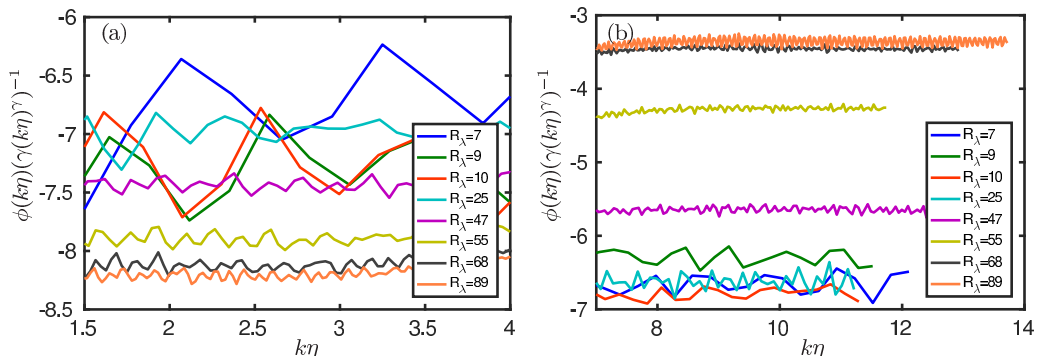 (a)
-6
-6.5
-7
-7.5
-8
-8.5
1.5
2
2.5
3
3.5
4
kη
ϕ(kη)(γ(kη)^γ)^−1
R_λ=7
R_λ=9
R_λ=10
R_λ=25
R_λ=47
R_λ=55
R_λ=68
R_λ=89
(b)
-3
-4
-5
-6
-7
8
10
12
14
kη
ϕ(kη)(γ(kη)^γ)^−1
R_λ=7
R_λ=9
R_λ=10
R_λ=25
R_λ=47
R_λ=55
R_λ=68
R_λ=89